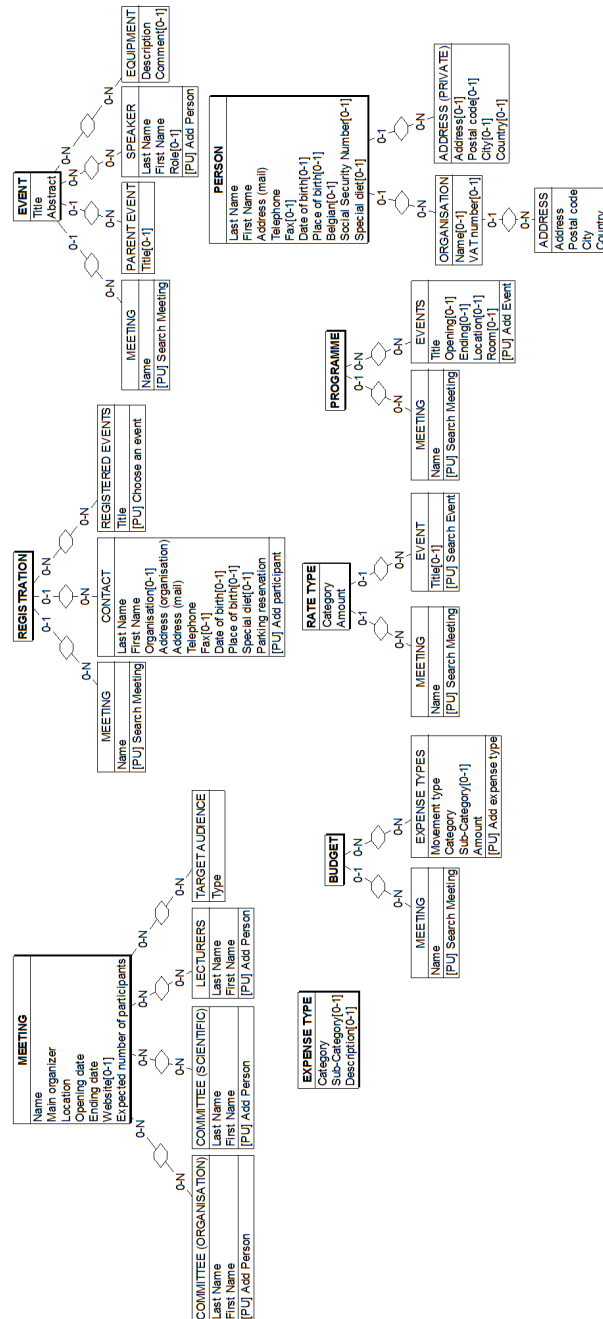 MEETING
Name
Main organizer
Location
Opening date
Ending date
Website[0-1]
Expected number of participants
0-N
0-N
0-N
0-N
0-N
0-N
0-N
0-N
COMMITTEE (ORGANISATION)
Last Name
First Name
[PU] Add Person
COMMITTEE (SCIENTIFIC)
Last Name
First Name
[PU] Add Person
LECTURERS
Last Name
First Name
[PU] Add Person
TARGET AUDIENCE
Type
REGISTRATION
0-1
0-1
0-N
0-N
0-N
0-N
MEETING
Name
[PU] Search Meeting
CONTACT
Last Name
First Name
Organisation[0-1]
Address (organisation)
Address (mail)
Telephone
Fax[0-1]
Date of birth[0-1]
Place of birth[0-1]
Special diet[0-1]
Parking reservation
[PU] Add participant
REGISTERED EVENTS
Title
[PU] Choose an event
EVENT
Title
Abstract
0-1
0-1
0-N
0-N
0-N
0-N
0-N
0-N
MEETING
Name
[PU] Search Meeting
PARENT EVENT
Title[0-1]
SPEAKER
Last Name
First Name
Role[0-1]
[PU] Add Person
EQUIPMENT
Description
Comment[0-1]
EXPENSE TYPE
Category
Sub-Category[0-1]
Description[0-1]
BUDGET
0-1
0-N
0-N
0-N
MEETING
Name
[PU] Search Meeting
EXPENSE TYPES
Movement type
Category
Sub-Category[0-1]
Amount
[PU] Add expense type
RATE TYPE
Category
Amount
0-1
0-1
0-N
0-N
MEETING
Name
[PU] Search Meeting
EVENT
Title[0-1]
[PU] Search Event
PROGRAMME
0-1
0-N
0-N
0-N
MEETING
Name
[PU] Search Meeting
EVENTS
Title
Opening[0-1]
Ending[0-1]
Location[0-1]
Room[0-1]
[PU] Add Event
PERSON
Last Name
First Name
Address (mail)
Telephone
Fax[0-1]
Date of birth[0-1]
Place of birth[0-1]
Belgian[0-1]
Social Security Number[0-1]
Special diet[0-1]
0-1
0-1
0-N
0-N
ORGANISATION
Name[0-1]
VAT number[0-1]
0-1
0-N
ADDRESS
Address
Postal code
City
Country
ADDRESS (PRIVATE)
Address[0-1]
Postal code[0-1]
City[0-1]
Country[0-1]